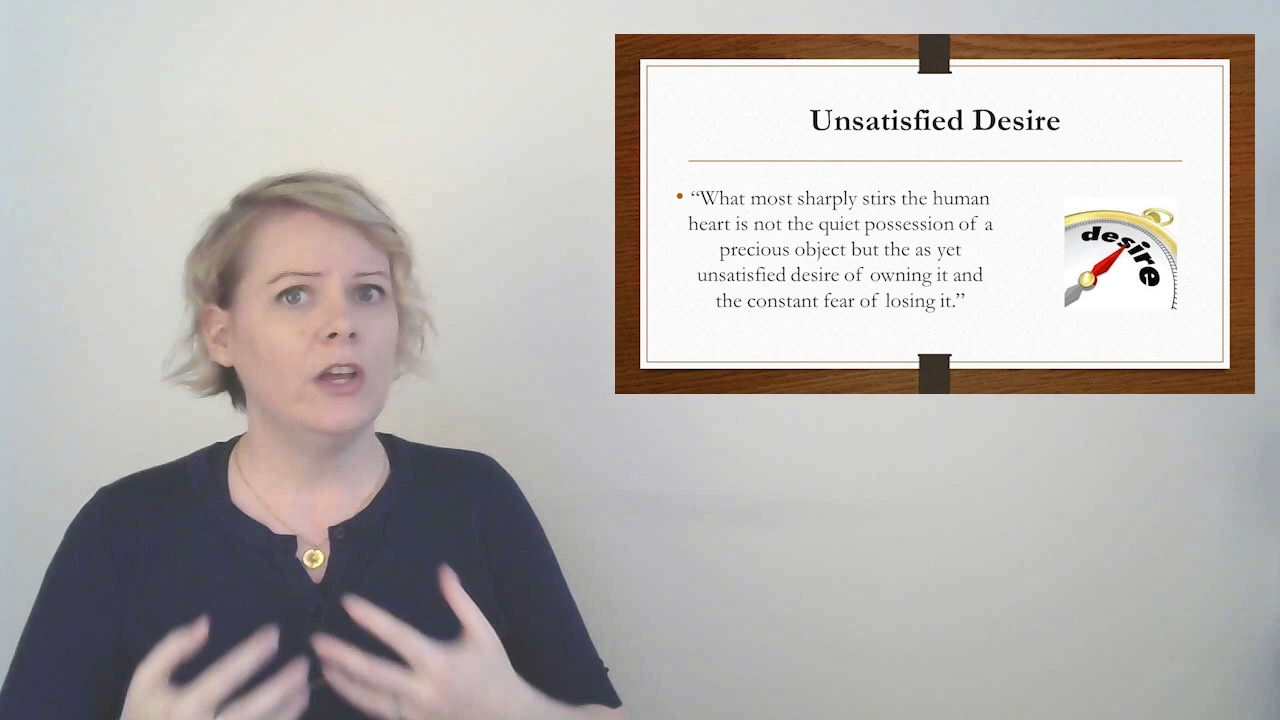 Unsatisfied Desire
• “What most sharply stirs the human
heart is not the quiet possession of a
precious object but the as yet
unsatisfied desire of owning it and
the constant fear of losing it.”
desire